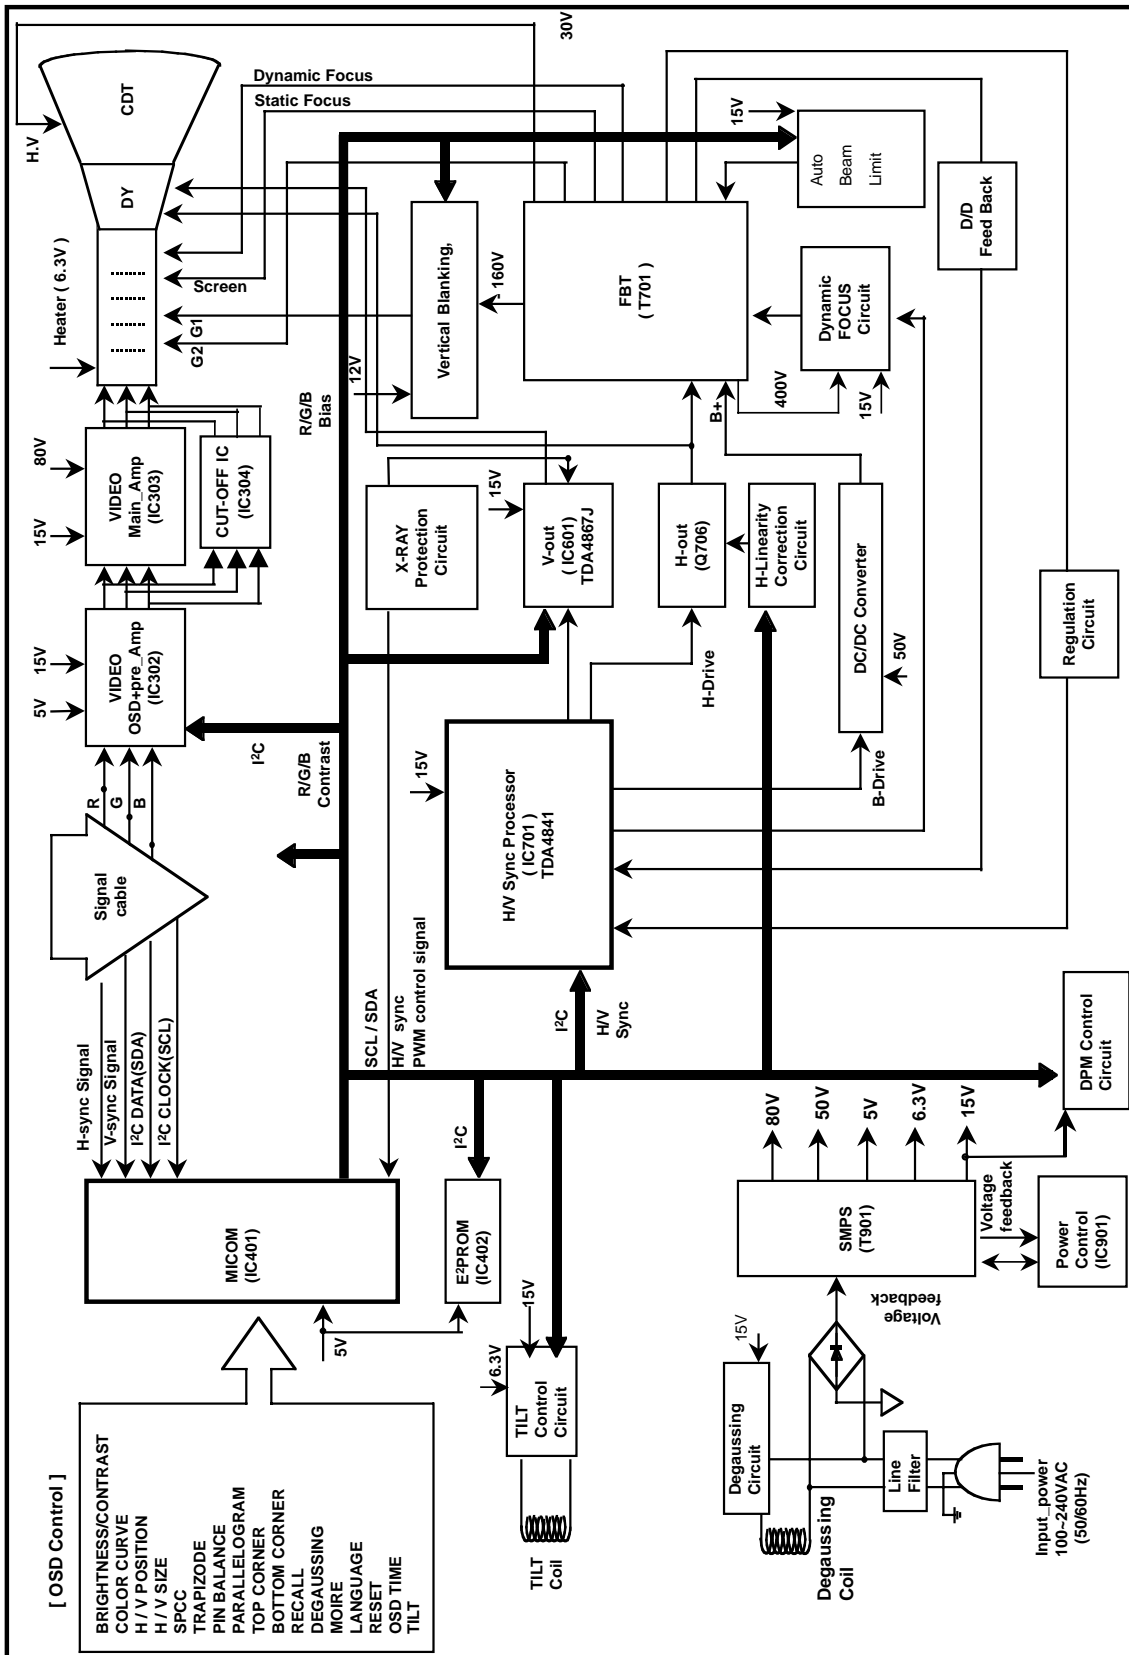 [ OSD Control ]
BRIGHTNESS/CONTRAST
COLOR CURVE
H / V POSITION
H / V SIZE
SPCC
TRAPIZODE
PIN BALANCE
PARALLELOGRAM
TOP CORNER
BOTTOM CORNER
RECALL
DEGAUSSING
MOIRE
LANGUAGE
RESET
OSD TIME
TILT
MICOM
(IC401)
5V
H-sync Signal
V-sync Signal
I²C DATA(SDA)
I²C CLOCK(SCL)
Signal
cable
R
G
B
5V
15V
VIDEO
OSD+pre_Amp
(IC302)
15V
80V
VIDEO
Main_Amp
(IC303)
CUT-OFF IC
(IC304)
Heater ( 6.3V )
H.V
DY
CDT
G2
G1
Screen
Static Focus
Dynamic Focus
30V
I²C
R/G/B
Contrast
R/G/B
Bias
SCL / SDA
H/V sync
PWM control signal
I²C
E²PROM
(IC402)
15V
6.3V
TILT
Control
Circuit
TILT
Coil
X-RAY
Protection
Circuit
12V
Vertical Blanking,
- 160V
15V
V-out
( IC601)
TDA4867J
15V
H/V Sync Processor
( IC701 )
TDA4841
I²C
H/V
Sync
H-Drive
H-out
(Q706)
H-Linearity
Correction
Circuit
B-Drive
DC/DC Converter
50V
B+
FBT
( T701 )
400V
15V
Dynamic
FOCUS
Circuit
15V
Auto
Beam
Limit
D/D
Feed Back
Regulation
Circuit
DPM Control
Circuit
80V
50V
5V
6.3V
15V
SMPS
(T901)
Voltage
feedback
Power
Control
(IC901)
Voltage
feedback
15V
Degaussing
Circuit
Degaussing
Coil
Line
Filter
Input_power
100~240VAC
(50/60Hz)